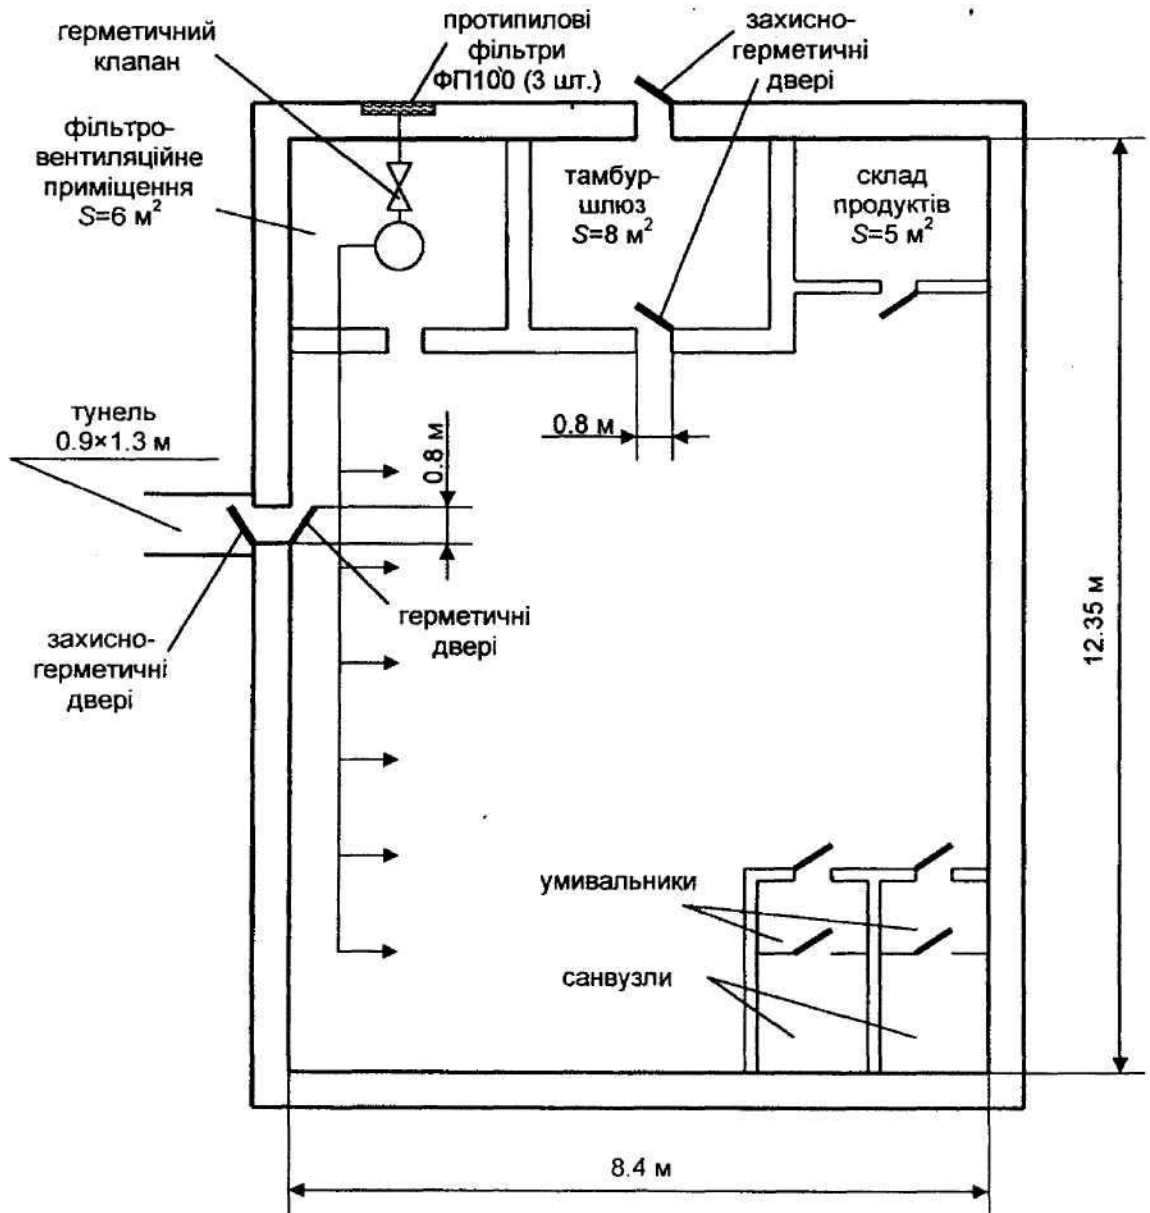 герметичний
клапан
протипилові
фільтри
ФП100 (3 шт.)
захисно-
герметичні
двері
фільтро-
вентиляційне
приміщення
S=6 м²
тамбур-
шлюз
S=8 м²
склад
продуктів
S=5 м²
тунель
0.9×1.3 м
0.8 м
0.8 м
захисно-
герметичні
двері
герметичні
двері
12.35 м
умивальники
санвузли
8.4 м